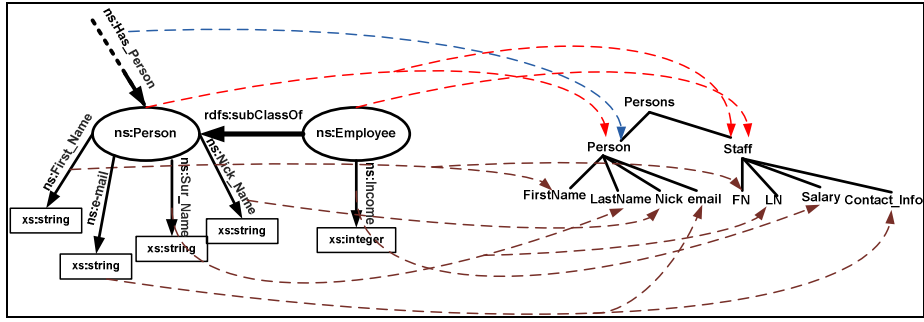 ns:Has_Person
Persons
rdfs:subClassOf
ns:Person
ns:Employee
Person
Staff
ns:First_Name
ns:e-mail
ns:Sur_Name
ns:Nick_Name
ns:Income
FirstName
LastName
Nick
email
FN
LN
Salary
Contact_Info
xs:string
xs:string
xs:string
xs:string
xs:integer